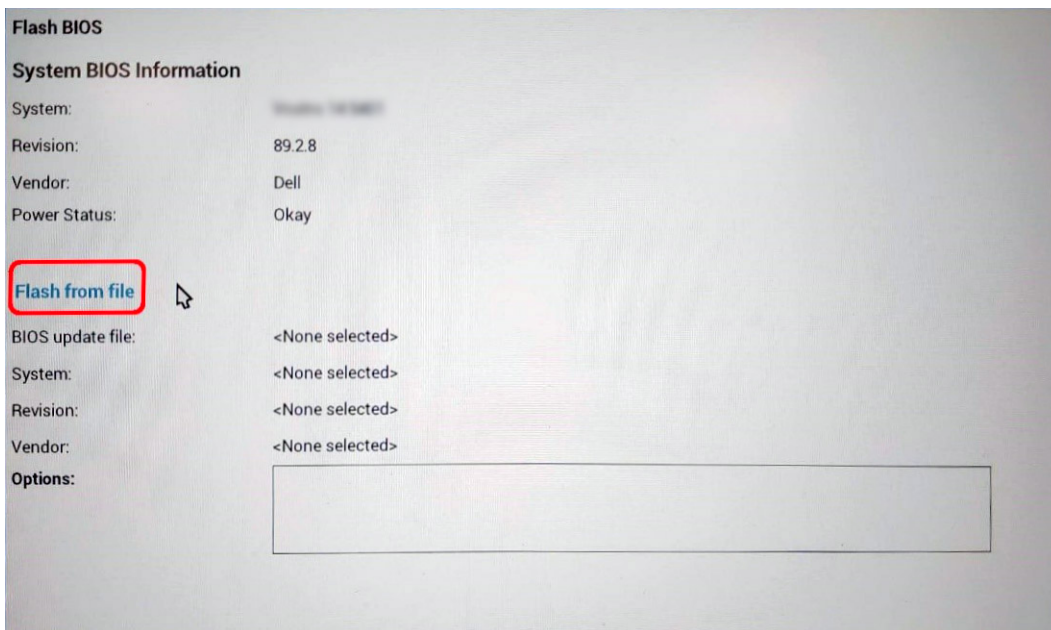 Flash BIOS
System BIOS Information
System:
Revision: 89.2.8
Vendor: Dell
Power Status: Okay
Flash from file
BIOS update file: <None selected>
System: <None selected>
Revision: <None selected>
Vendor: <None selected>
Options: